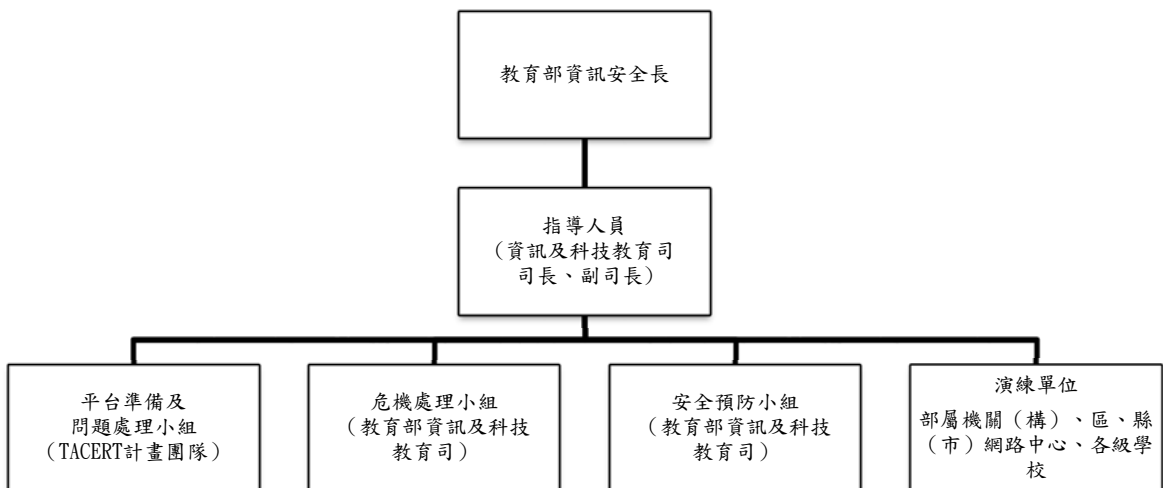 教育部資訊安全長
指導人員
（資訊及科技教育司
司長、副司長）
平台準備及
問題處理小組
（TACERT計畫團隊）
危機處理小組
（教育部資訊及科技
教育司）
安全預防小組
（教育部資訊及科技
教育司）
演練單位
部屬機關（構）、區、縣
（市）網路中心、各級學
校